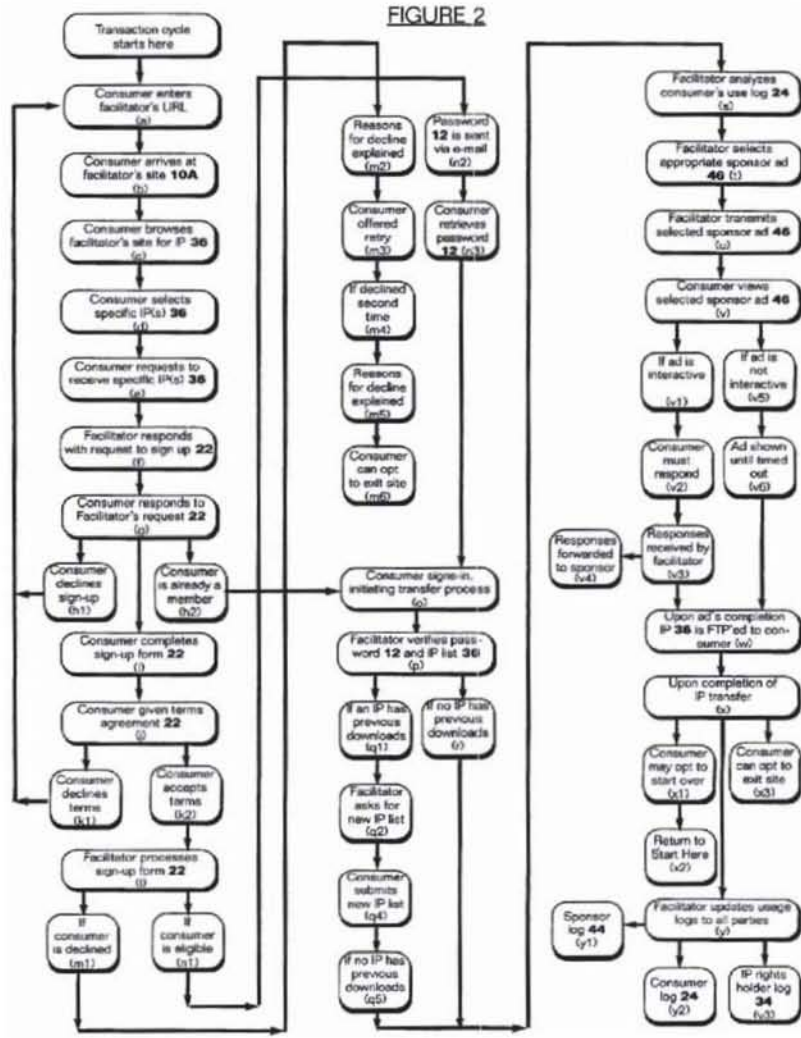 FIGURE 2
Transaction cycle
starts here
Consumer enters
facilitator's URL
(a)
Consumer arrives at
facilitator's site 10A
(b)
Consumer browses
facilitator's site for IP 36
(c)
Consumer selects
specific IP(s) 36
(d)
Consumer requests to
receive specific IP(s) 36
(e)
Facilitator responds
with request to sign up 22
(f)
Consumer responds to
Facilitator's request 22
(g)
Consumer
declines
sign-up
(h1)
Consumer
is already a
member
(h2)
Consumer completes
sign-up form 22
(i)
Consumer given terms
agreement 22
(j)
Consumer
declines
terms
(k1)
Consumer
accepts
terms
(k2)
Facilitator processes
sign-up form 22
(l)
If
consumer
is declined
(m1)
If
consumer
is eligible
(n1)
Reasons
for decline
explained
(m2)
Consumer
offered
retry
(m3)
If declined
second
time
(m4)
Reasons
for decline
explained
(m5)
Consumer
can opt
to exit site
(m6)
Password
12 is sent
via e-mail
(n2)
Consumer
retrieves
password
12 (n3)
Consumer signs-in,
initiating transfer process
(o)
Facilitator verifies pass-
word 12 and IP list 36i
(p)
If an IP has
previous
downloads
(q1)
If no IP has
previous
downloads
(r)
Facilitator
asks for
new IP list
(q2)
Consumer
submits
new IP list
(q4)
If no IP has
previous
downloads
(q5)
Facilitator analyzes
consumer's use log 24
(s)
Facilitator selects
appropriate sponsor ad
46 (t)
Facilitator transmits
selected sponsor ad 46
(u)
Consumer views
selected sponsor ad 46
(v)
If ad is
interactive
(v1)
If ad is
not
interactive
(v5)
Consumer
must
respond
(v2)
Ad shown
until timed
out
(v6)
Responses
forwarded
to sponsor
(v4)
Responses
received by
facilitator
(v3)
Upon ad's completion
IP 36 is FTP'ed to con-
sumer (w)
Upon completion of
IP transfer
(x)
Consumer
may opt to
start over
(x1)
Consumer
can opt to
exit site
(x3)
Return to
Start Here
(x2)
Facilitator updates usage
logs to all parties
(y)
Sponsor
log 44
(y1)
Consumer
log 24
(y2)
IP rights
holder log
34
(y3)